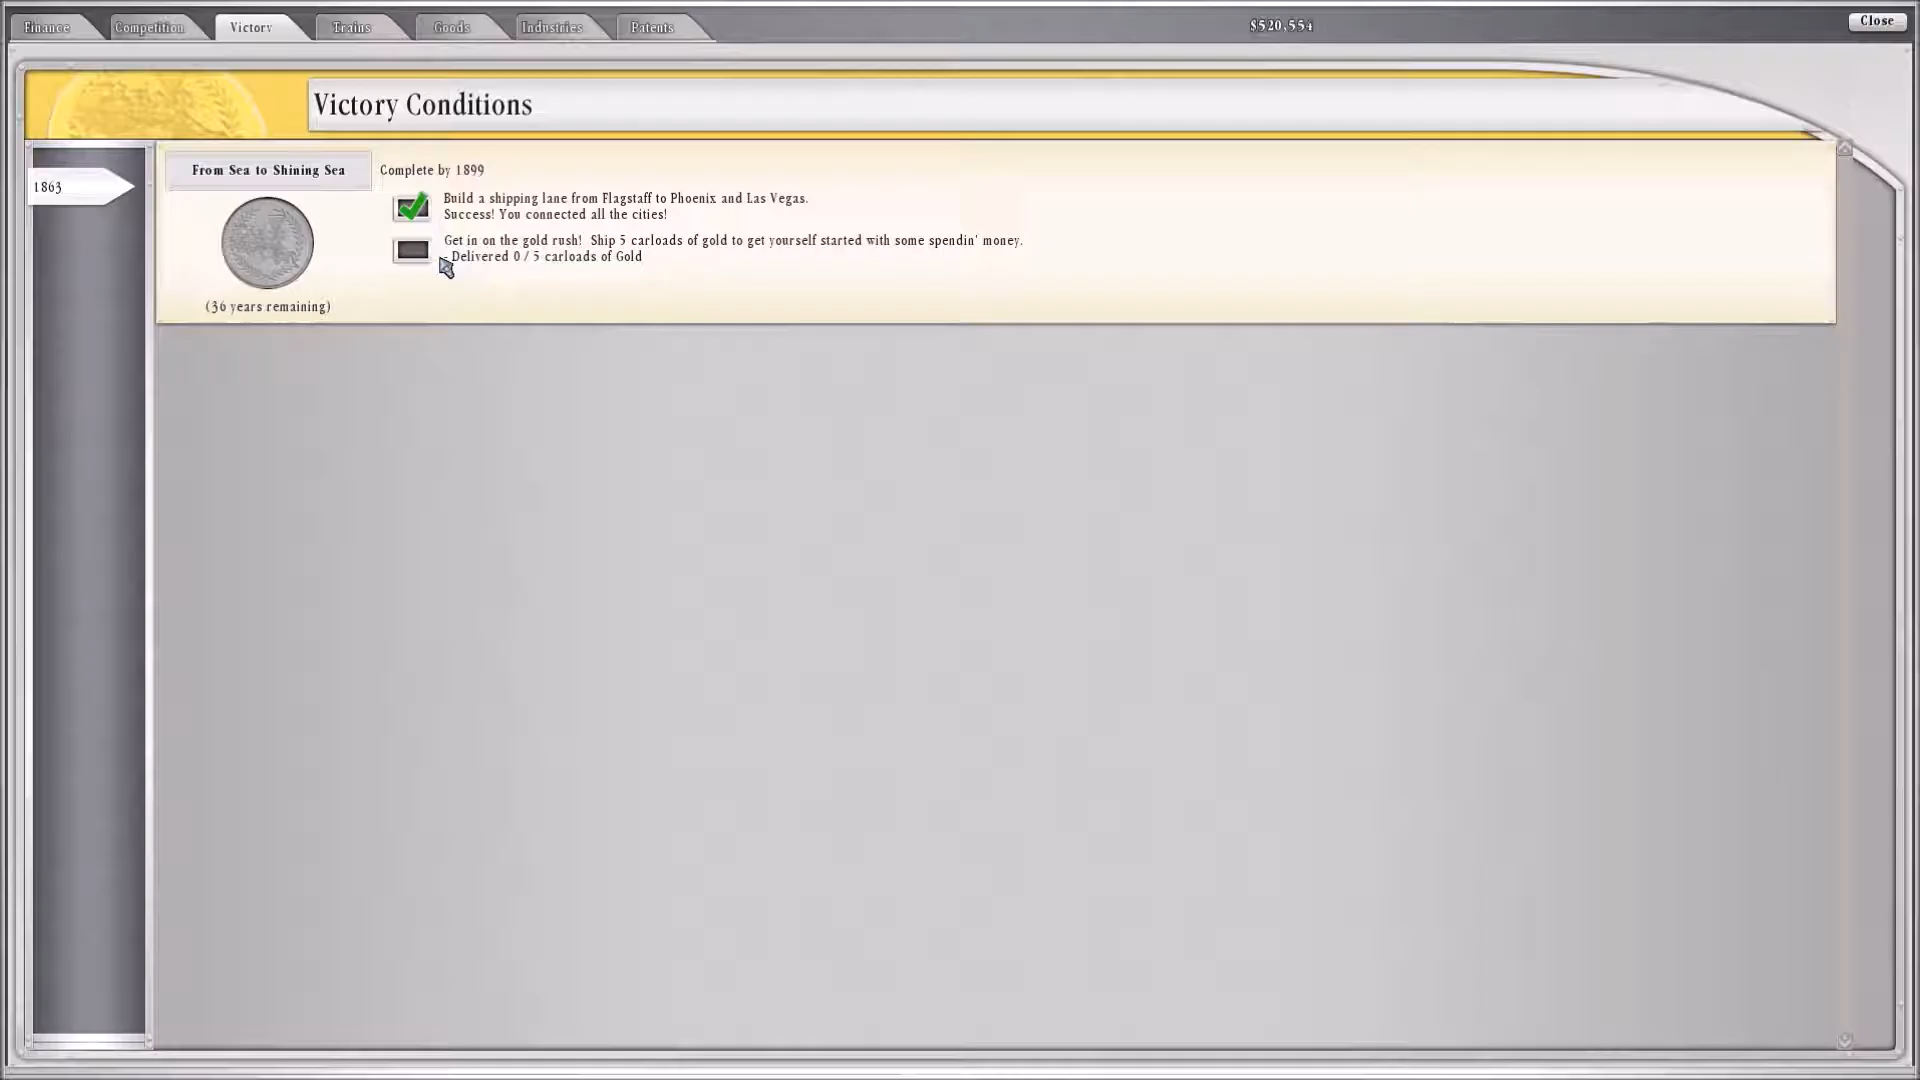 Finance
Competition
Victory
Trains
Goods
Industries
Patents
$520,554
Close
Victory Conditions
1863
From Sea to Shining Sea
Complete by 1899
Build a shipping lane from Flagstaff to Phoenix and Las Vegas.
Success! You connected all the cities!
Get in on the gold rush! Ship 5 carloads of gold to get yourself started with some spendin' money.
- Delivered 0 / 5 carloads of Gold
(36 years remaining)